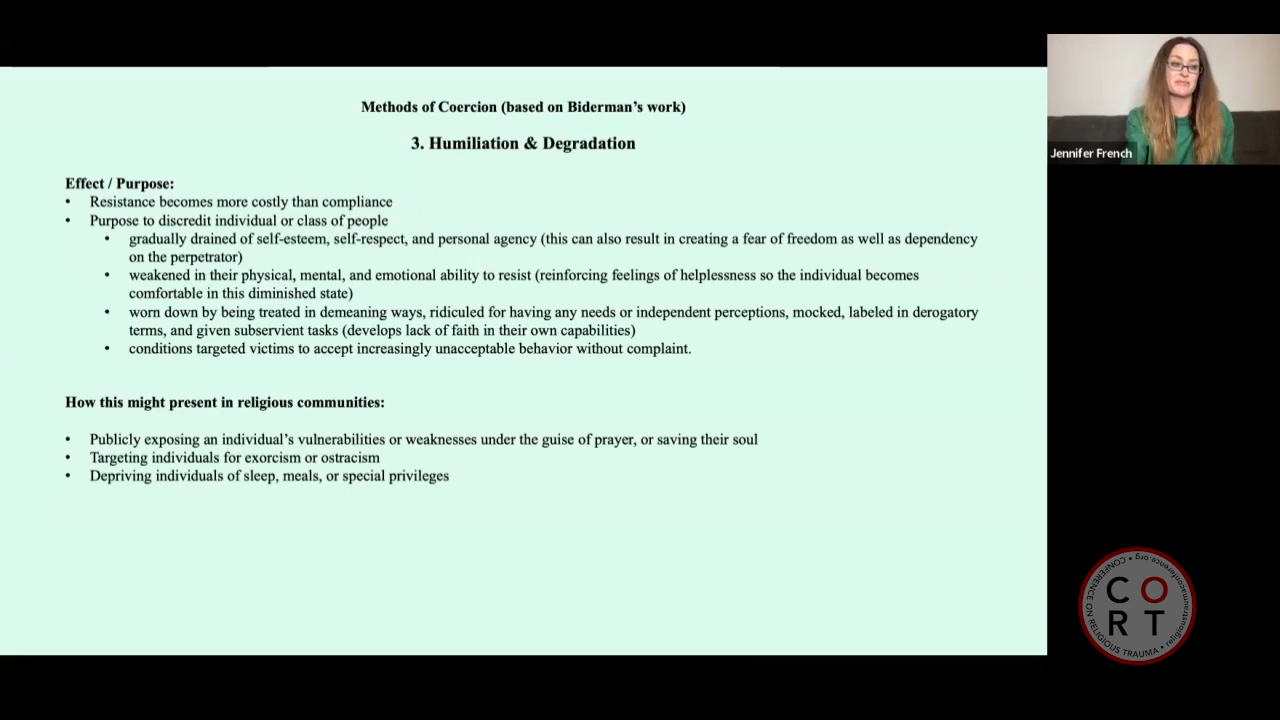 Methods of Coercion (based on Biderman’s work)
3. Humiliation & Degradation
Effect / Purpose:
• Resistance becomes more costly than compliance
• Purpose to discredit individual or class of people
• gradually drained of self-esteem, self-respect, and personal agency (this can also result in creating a fear of freedom as well as dependency
on the perpetrator)
• weakened in their physical, mental, and emotional ability to resist (reinforcing feelings of helplessness so the individual becomes
comfortable in this diminished state)
• worn down by being treated in demeaning ways, ridiculed for having any needs or independent perceptions, mocked, labeled in derogatory
terms, and given subservient tasks (develops lack of faith in their own capabilities)
• conditions targeted victims to accept increasingly unacceptable behavior without complaint.
How this might present in religious communities:
• Publicly exposing an individual’s vulnerabilities or weaknesses under the guise of prayer, or saving their soul
• Targeting individuals for exorcism or ostracism
• Depriving individuals of sleep, meals, or special privileges
Jennifer French
CONFERENCE ON RELIGIOUS TRAUMA • religioustraumaconference.org •
C O
R T